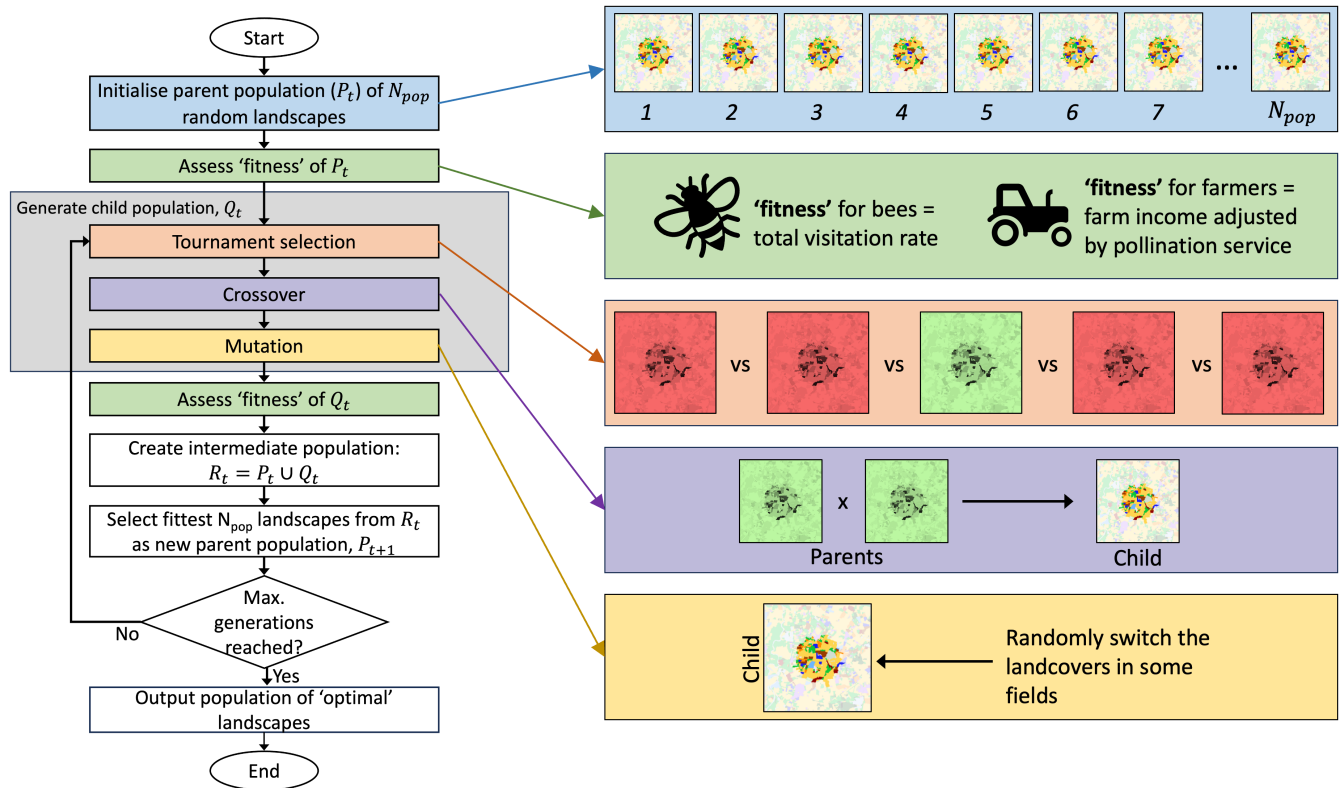 Start
Initialise parent population (𝑃𝑡) of 𝑁𝑝𝑜𝑝
random landscapes
Assess ‘fitness’ of 𝑃𝑡
Generate child population, 𝑄𝑡
Tournament selection
Crossover
Mutation
Assess ‘fitness’ of 𝑄𝑡
Create intermediate population:
𝑅𝑡 = 𝑃𝑡 ∪ 𝑄𝑡
Select fittest Npop landscapes from 𝑅𝑡
as new parent population, 𝑃𝑡+1
Max.
generations
reached?
No
Yes
Output population of ‘optimal’
landscapes
End
...
1 2 3 4 5 6 7 𝑁𝑝𝑜𝑝
‘fitness’ for bees =
total visitation rate
‘fitness’ for farmers =
farm income adjusted
by pollination service
vs vs vs vs
x
Parents
Child
Child
Randomly switch the
landcovers in some
fields